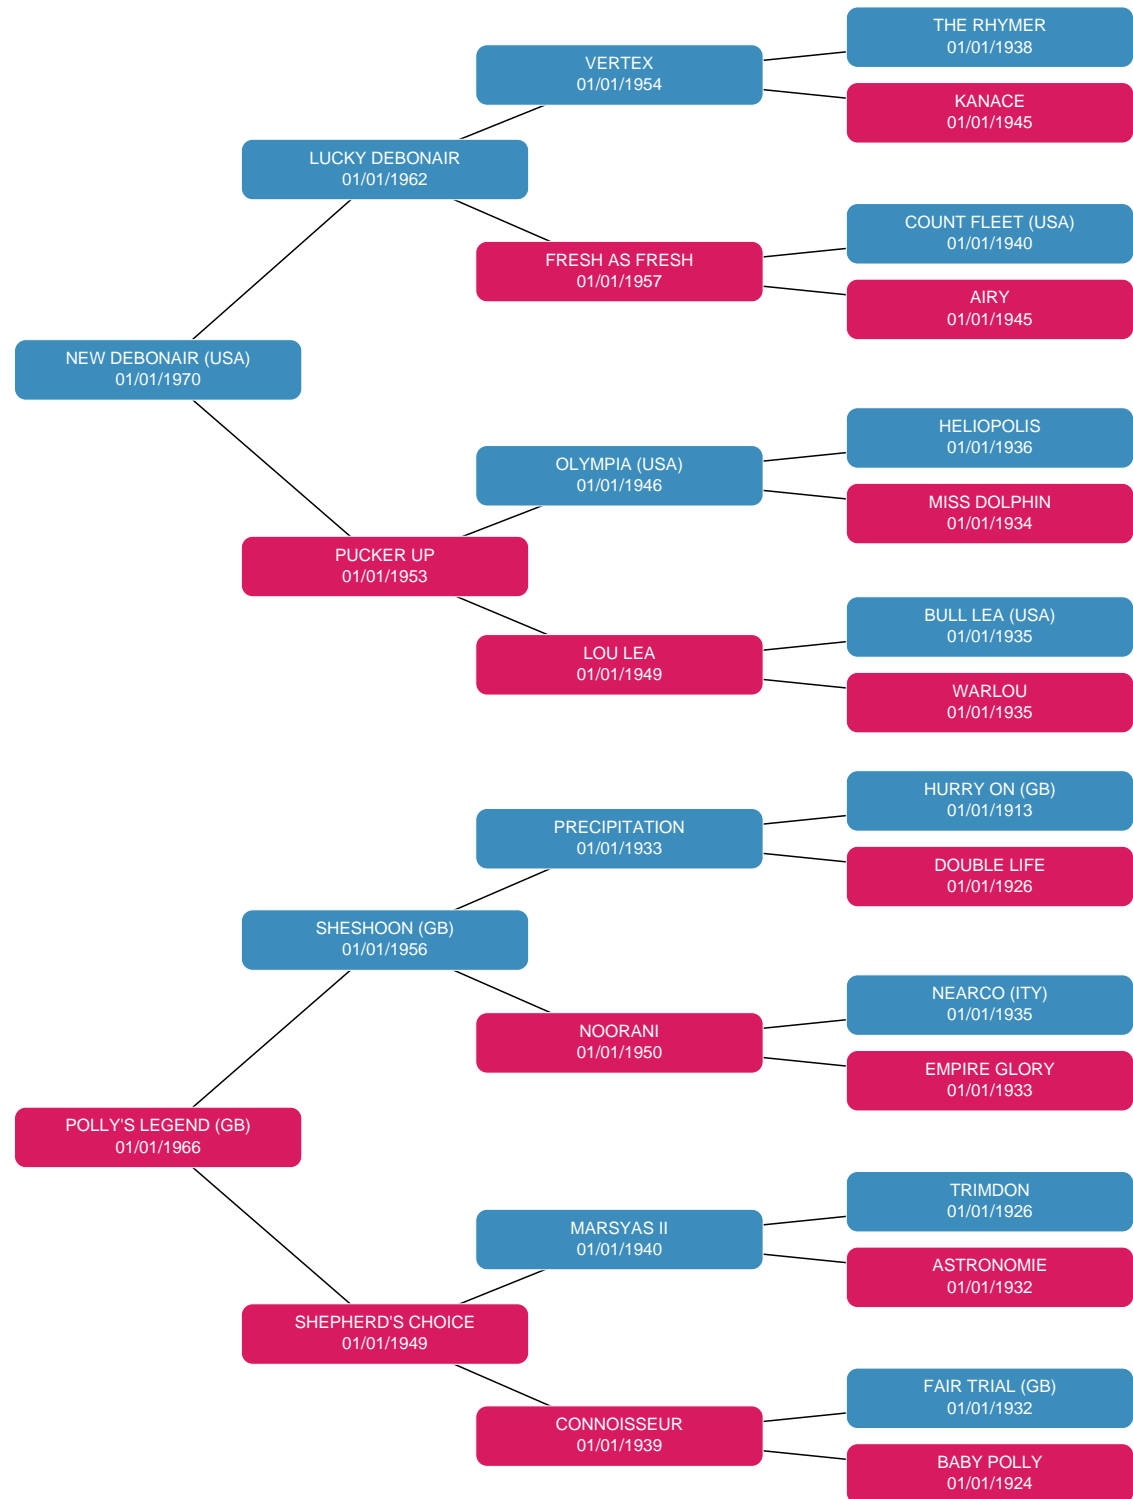 THE RHYMER
01/01/1938
VERTEX
01/01/1954
KANACE
01/01/1945
LUCKY DEBONAIR
01/01/1962
COUNT FLEET (USA)
01/01/1940
FRESH AS FRESH
01/01/1957
AIRY
01/01/1945
NEW DEBONAIR (USA)
01/01/1970
HELIOPOLIS
01/01/1936
OLYMPIA (USA)
01/01/1946
MISS DOLPHIN
01/01/1934
PUCKER UP
01/01/1953
BULL LEA (USA)
01/01/1935
LOU LEA
01/01/1949
WARLOU
01/01/1935
HURRY ON (GB)
01/01/1913
PRECIPITATION
01/01/1933
DOUBLE LIFE
01/01/1926
SHESHOON (GB)
01/01/1956
NEARCO (ITY)
01/01/1935
NOORANI
01/01/1950
EMPIRE GLORY
01/01/1933
POLLY'S LEGEND (GB)
01/01/1966
TRIMDON
01/01/1926
MARSYAS II
01/01/1940
ASTRONOMIE
01/01/1932
SHEPHERD'S CHOICE
01/01/1949
FAIR TRIAL (GB)
01/01/1932
CONNOISSEUR
01/01/1939
BABY POLLY
01/01/1924